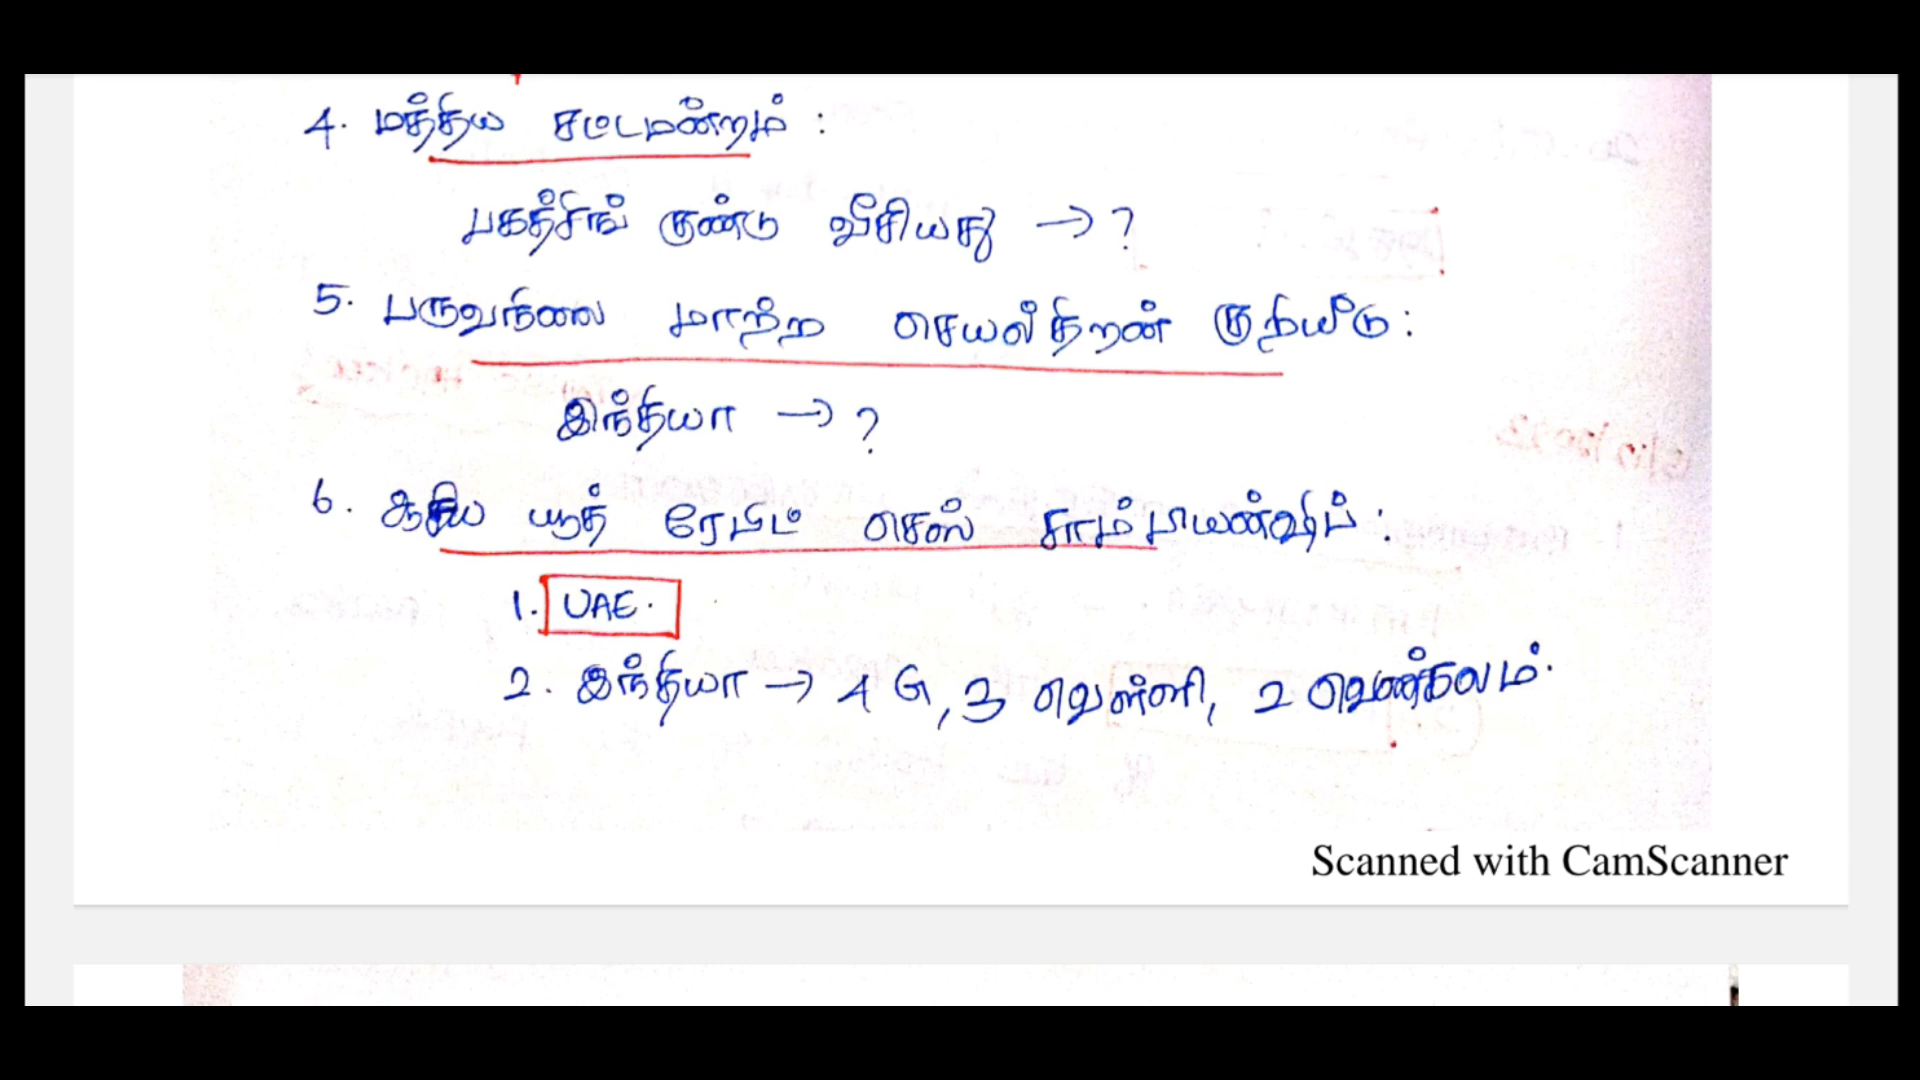 4. மத்திய சட்டமன்றம் :
பகத்சிங் குண்டு வீசியது → ?
5. பருவநிலை மாற்ற செயல்திறன் குறியீடு :
இந்தியா → ?
6. ஆசிய யூத் ரேபிட் செஸ் சாம்பியன்ஷிப் :
1. UAE.
2. இந்தியா → 4 G, 3 வெள்ளி, 2 வெண்கலம்.
Scanned with CamScanner